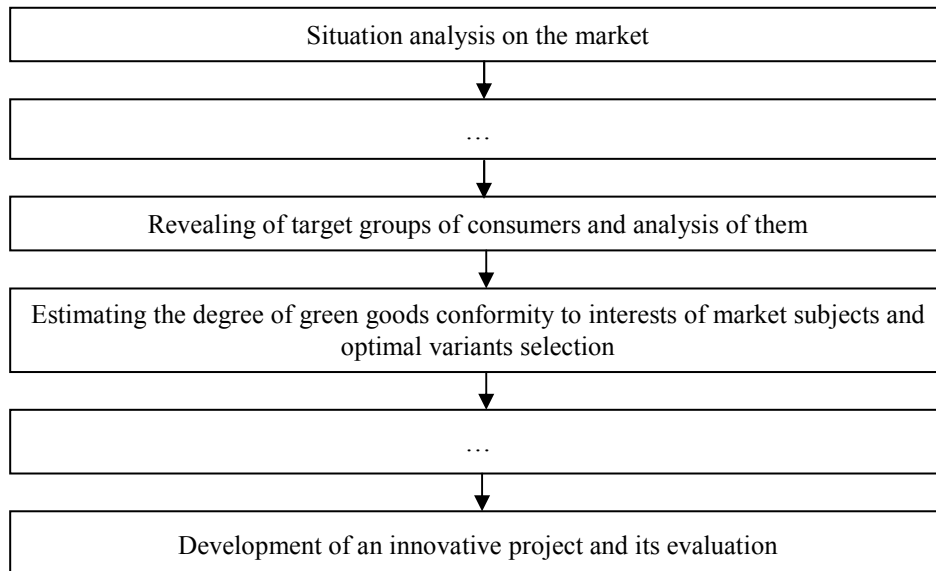 Situation analysis on the market
…
Revealing of target groups of consumers and analysis of them
Estimating the degree of green goods conformity to interests of market subjects and
optimal variants selection
…
Development of an innovative project and its evaluation